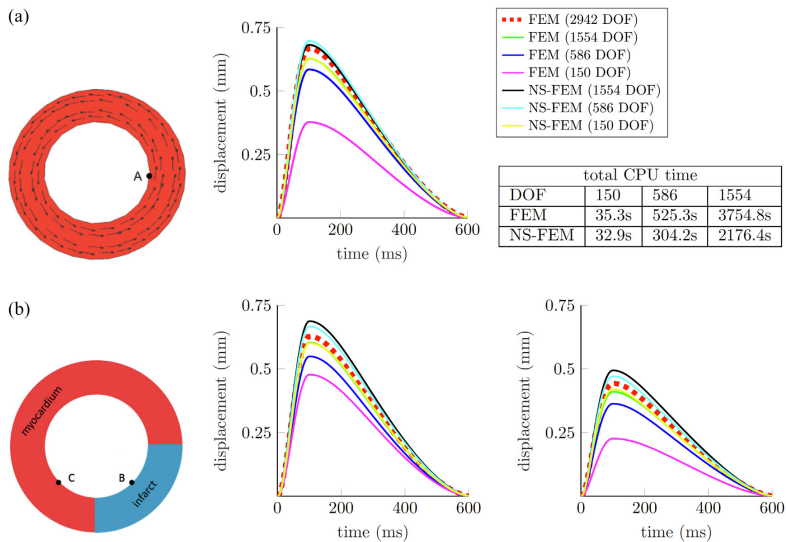 (a)
A
displacement (mm)
0.75
0.5
0.25
0
200
400
600
time (ms)
FEM (2942 DOF)
FEM (1554 DOF)
FEM (586 DOF)
FEM (150 DOF)
NS-FEM (1554 DOF)
NS-FEM (586 DOF)
NS-FEM (150 DOF)
total CPU time
DOF 150 586 1554
FEM 35.3s 525.3s 3754.8s
NS-FEM 32.9s 304.2s 2176.4s
(b)
myocardium
C
B
infarct
displacement (mm)
0.75
0.5
0.25
0
200
400
600
time (ms)
displacement (mm)
0.75
0.5
0.25
0
200
400
600
time (ms)